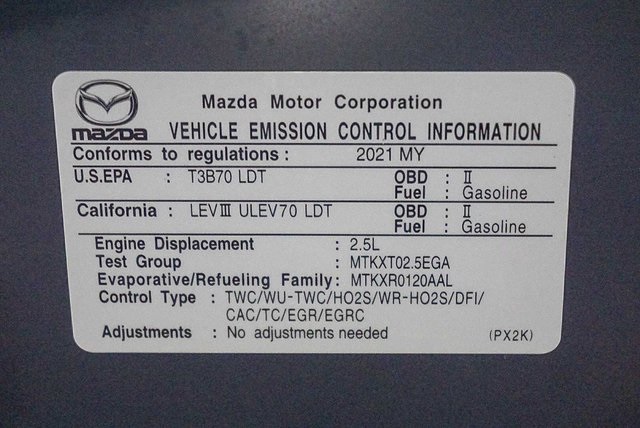 Mazda Motor Corporation
mazda VEHICLE EMISSION CONTROL INFORMATION
Conforms to regulations : 2021 MY
U.S.EPA : T3B70 LDT OBD : Ⅱ
Fuel : Gasoline
California : LEVⅢ ULEV70 LDT OBD : Ⅱ
Fuel : Gasoline
Engine Displacement : 2.5L
Test Group : MTKXT02.5EGA
Evaporative/Refueling Family: MTKXR0120AAL
Control Type : TWC/WU-TWC/HO2S/WR-HO2S/DFI/
CAC/TC/EGR/EGRC
Adjustments : No adjustments needed (PX2K)